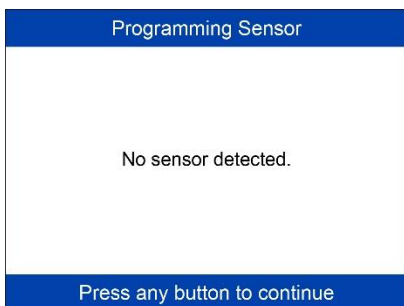 Programming Sensor
No sensor detected.
Press any button to continue